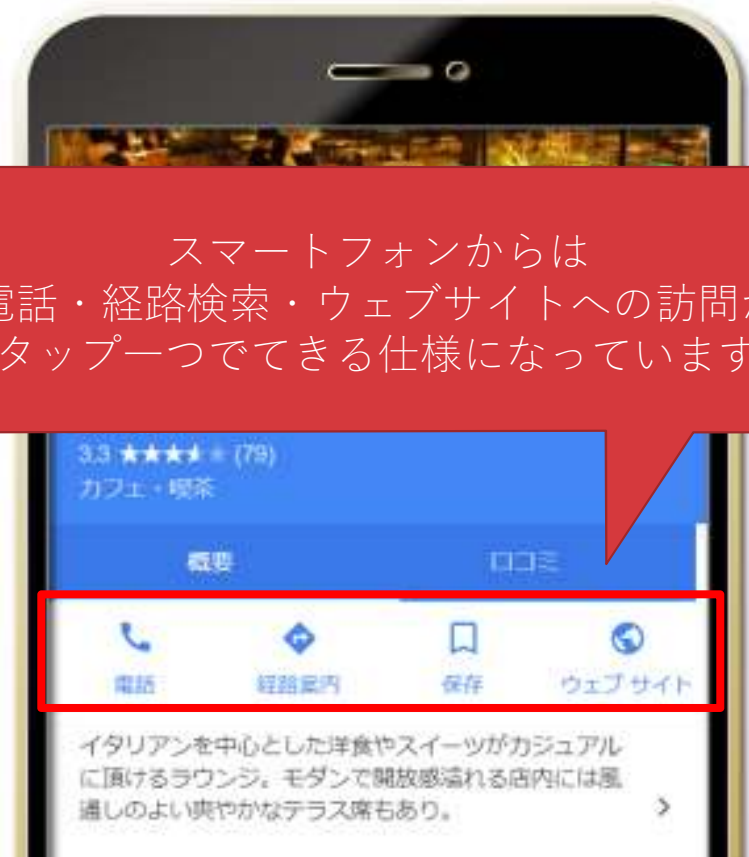 スマートフォンからは
電話・経路検索・ウェブサイトへの訪問が
タップ一つでてきる仕様になっています
3.3 ★★★★★ (79)
カフェ・喫茶
概要 口コミ
電話 経路案内 保存 ウェブ サイト
イタリアンを中心とした洋食やスイーツがカジュアル
に頂けるラウンジ。モダンで開放感溢れる店内には風
通しのよい爽やかなテラス席もあり。